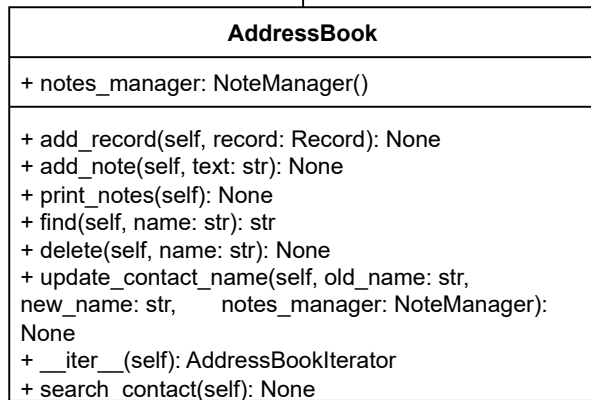 AddressBook
+ notes_manager: NoteManager()
+ add_record(self, record: Record): None
+ add_note(self, text: str): None
+ print_notes(self): None
+ find(self, name: str): str
+ delete(self, name: str): None
+ update_contact_name(self, old_name: str,
new_name: str, notes_manager: NoteManager):
None
+ __iter__(self): AddressBookIterator
+ search_contact(self): None